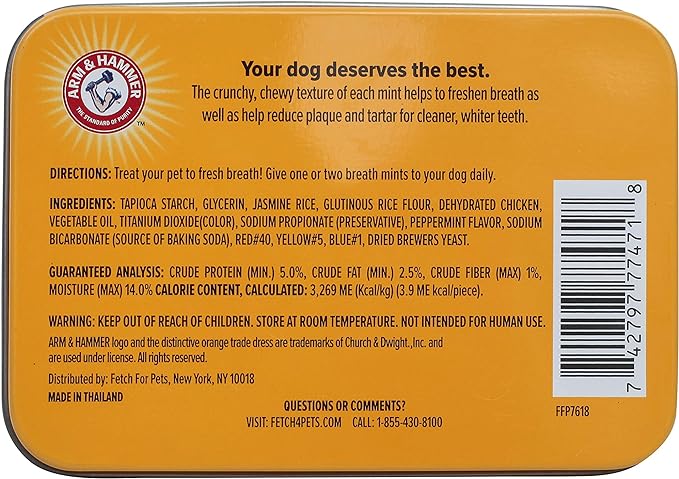 ARM & HAMMER
THE STANDARD OF PURITY
TM
Your dog deserves the best.
The crunchy, chewy texture of each mint helps to freshen breath as
well as help reduce plaque and tartar for cleaner, whiter teeth.
DIRECTIONS: Treat your pet to fresh breath! Give one or two breath mints to your dog daily.
INGREDIENTS: TAPIOCA STARCH, GLYCERIN, JASMINE RICE, GLUTINOUS RICE FLOUR, DEHYDRATED CHICKEN,
VEGETABLE OIL, TITANIUM DIOXIDE(COLOR), SODIUM PROPIONATE (PRESERVATIVE), PEPPERMINT FLAVOR, SODIUM
BICARBONATE (SOURCE OF BAKING SODA), RED#40, YELLOW#5, BLUE#1, DRIED BREWERS YEAST.
GUARANTEED ANALYSIS: CRUDE PROTEIN (MIN.) 5.0%, CRUDE FAT (MIN.) 2.5%, CRUDE FIBER (MAX) 1%,
MOISTURE (MAX) 14.0% CALORIE CONTENT, CALCULATED: 3,269 ME (Kcal/kg) (3.9 ME kcal/piece).
WARNING: KEEP OUT OF REACH OF CHILDREN. STORE AT ROOM TEMPERATURE. NOT INTENDED FOR HUMAN USE.
ARM & HAMMER logo and the distinctive orange trade dress are trademarks of Church & Dwight.,Inc. and
are used under license. All rights reserved.
Distributed by: Fetch For Pets, New York, NY 10018
MADE IN THAILAND
QUESTIONS OR COMMENTS?
VISIT: FETCH4PETS.COM CALL: 1-855-430-8100
7 42797 77471 8
FFP7618